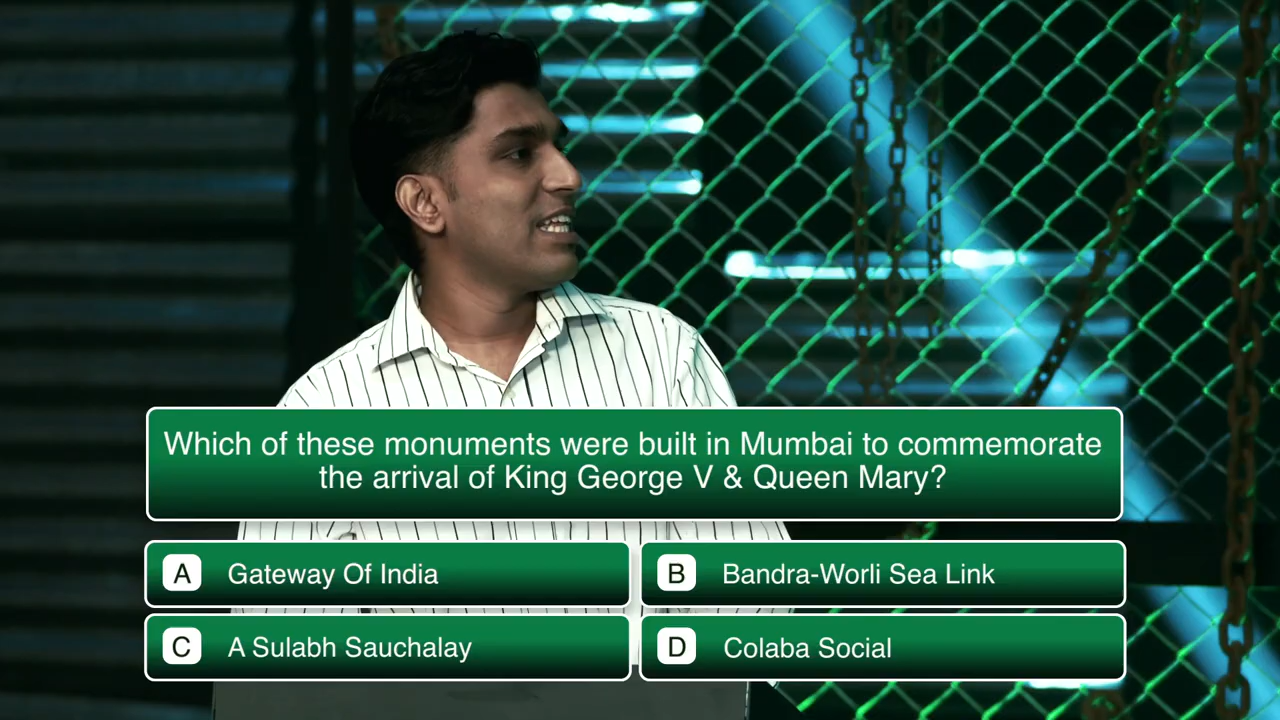 Which of these monuments were built in Mumbai to commemorate
the arrival of King George V & Queen Mary?
A Gateway Of India
B Bandra-Worli Sea Link
C A Sulabh Sauchalay
D Colaba Social